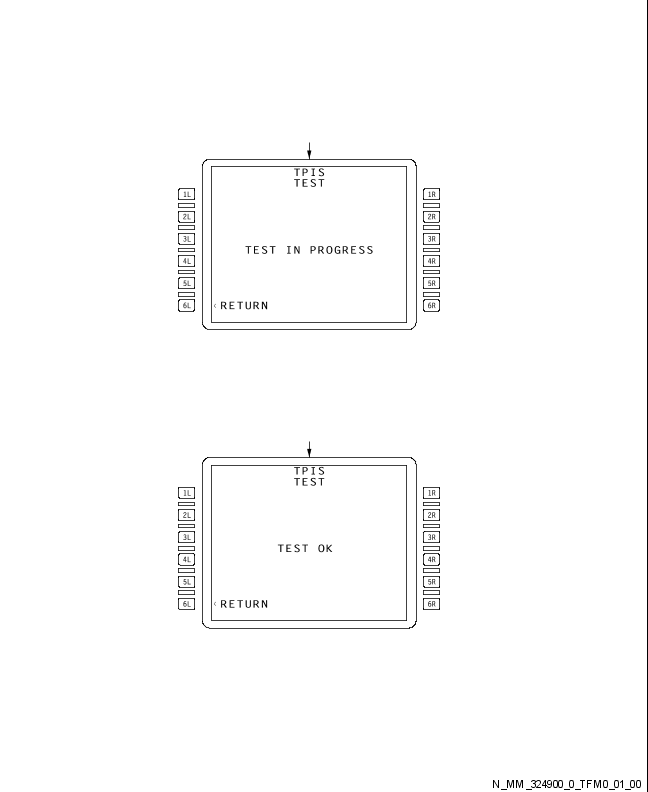 TPIS
TEST
1L
1R
2L
2R
3L
3R
TEST IN PROGRESS
4L
4R
5L
5R
6L
<RETURN
6R
TPIS
TEST
1L
1R
2L
2R
3L
3R
TEST OK
4L
4R
5L
5R
6L
<RETURN
6R
N_MM_324900_0_TFM0_01_00